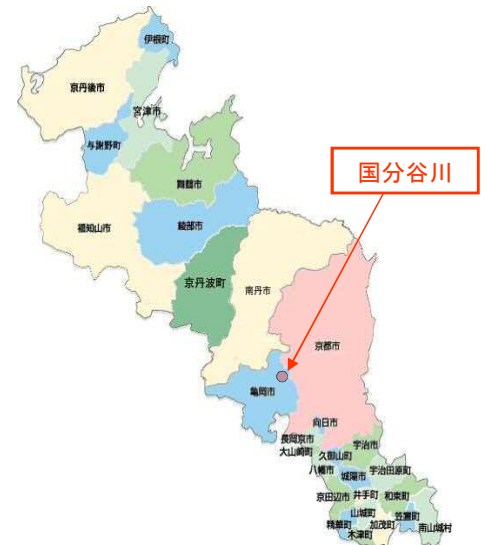 伊根町
京丹後市
宮津市
与謝野町
舞鶴市
国分谷川
福知山市
綾部市
京丹波町
南丹市
京都市
亀岡市
向日市
長岡京市
大山崎町
宇治市
久御山町
八幡市
城陽市
宇治田原町
京田辺市
井手町
和束町
山城町
笠置町
精華町
加茂町
南山城村
木津町